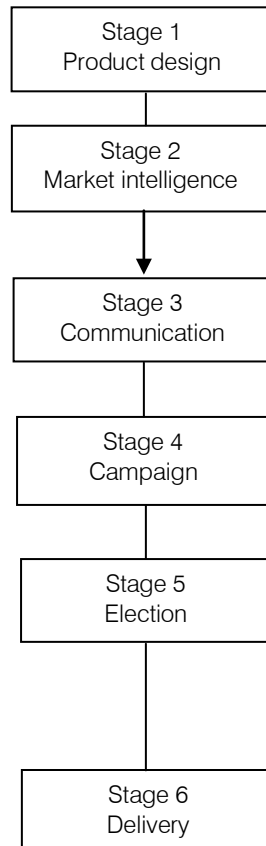 Stage 1
Product design
Stage 2
Market intelligence
Stage 3
Communication
Stage 4
Campaign
Stage 5
Election
Stage 6
Delivery